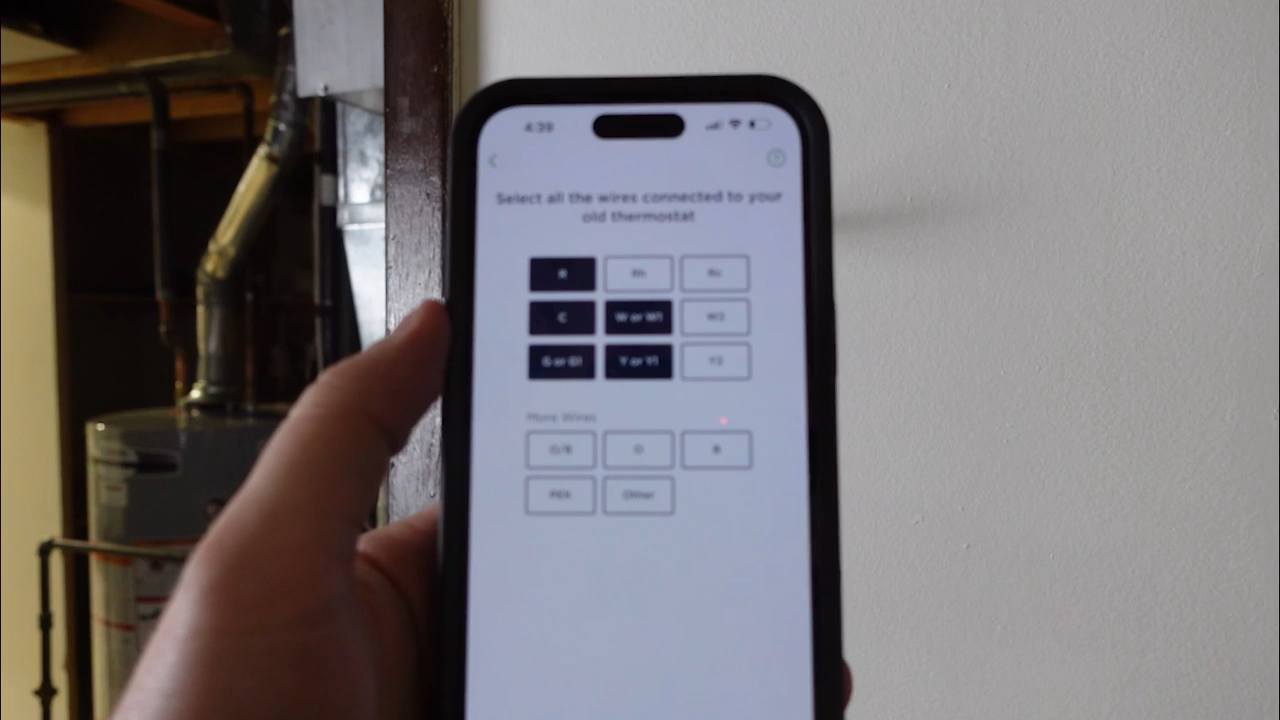 4:39
Select all the wires connected to your
old thermostat
R Rh Rc
C W or W1 W2
G or G1 Y or Y1 Y2
More Wires
O/B O B
PEK Other